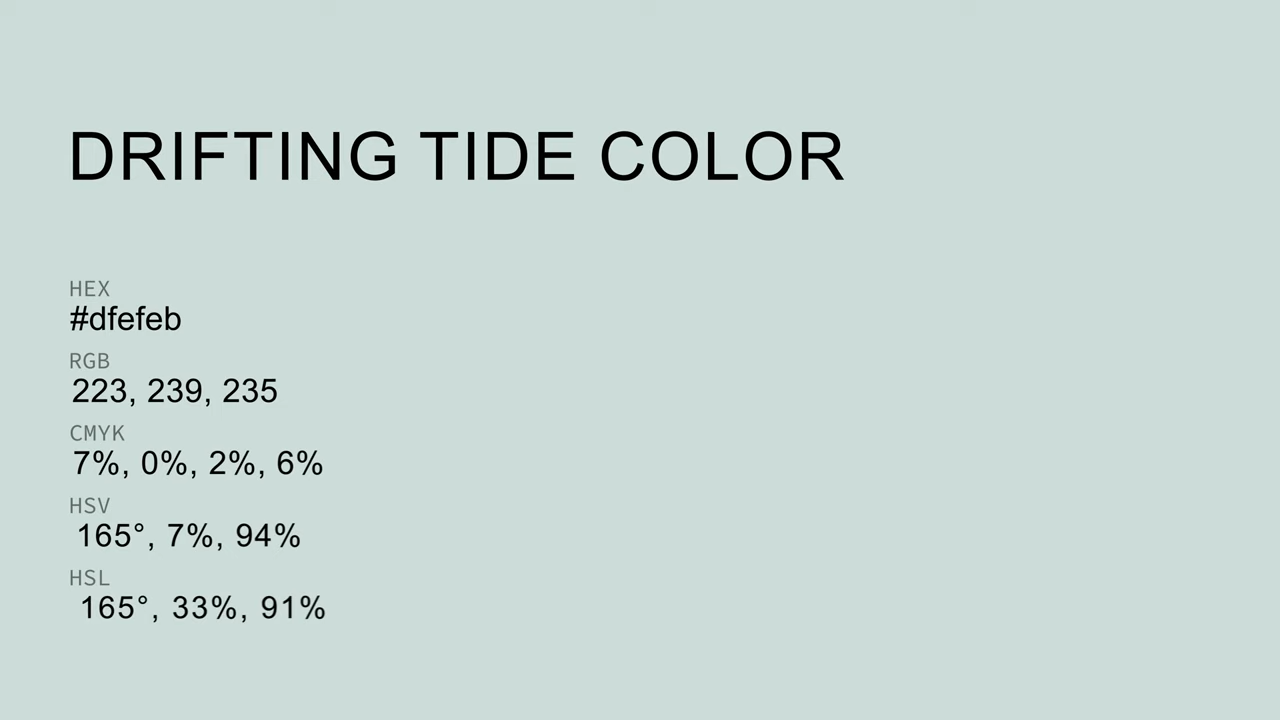 DRIFTING TIDE COLOR
HEX
#dfefeb
RGB
223, 239, 235
CMYK
7%, 0%, 2%, 6%
HSV
165°, 7%, 94%
HSL
165°, 33%, 91%